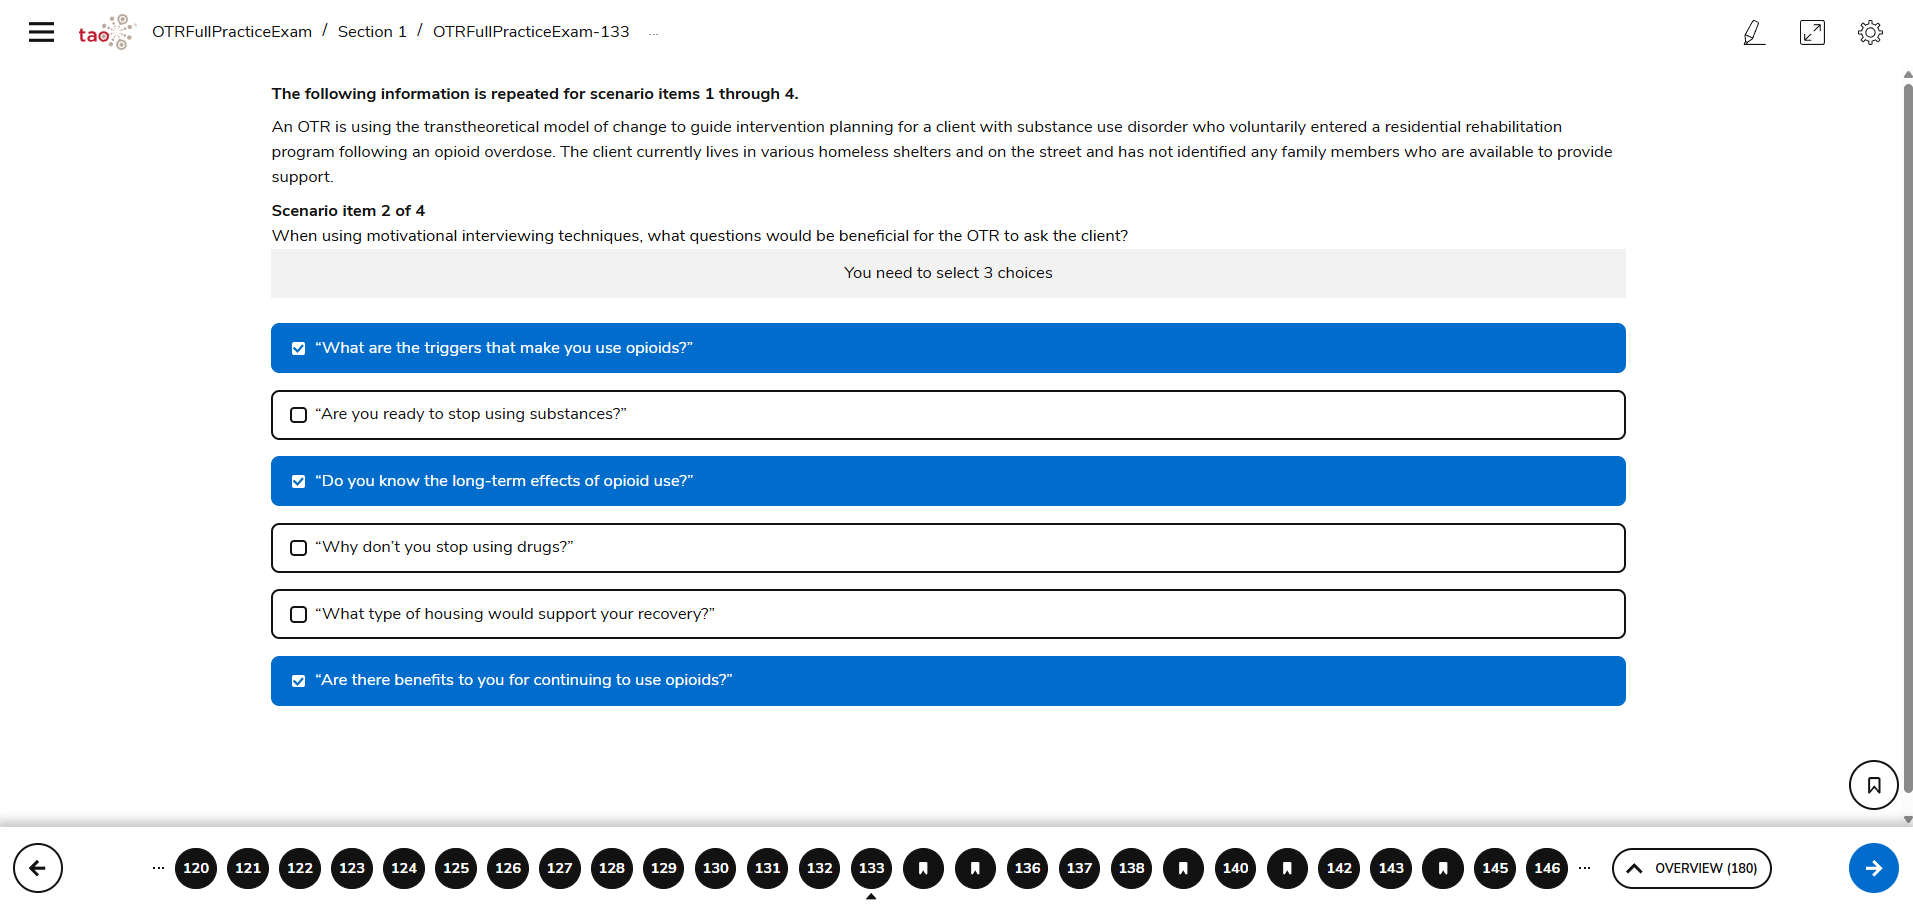 tao
OTRFullPracticeExam / Section 1 / OTRFullPracticeExam-133 ...
The following information is repeated for scenario items 1 through 4.
An OTR is using the transtheoretical model of change to guide intervention planning for a client with substance use disorder who voluntarily entered a residential rehabilitation
program following an opioid overdose. The client currently lives in various homeless shelters and on the street and has not identified any family members who are available to provide
support.
Scenario item 2 of 4
When using motivational interviewing techniques, what questions would be beneficial for the OTR to ask the client?
You need to select 3 choices
“What are the triggers that make you use opioids?”
“Are you ready to stop using substances?”
“Do you know the long-term effects of opioid use?”
“Why don’t you stop using drugs?”
“What type of housing would support your recovery?”
“Are there benefits to you for continuing to use opioids?”
... 120 121 122 123 124 125 126 127 128 129 130 131 132 133 136 137 138 140 142 143 145 146 ... OVERVIEW (180)